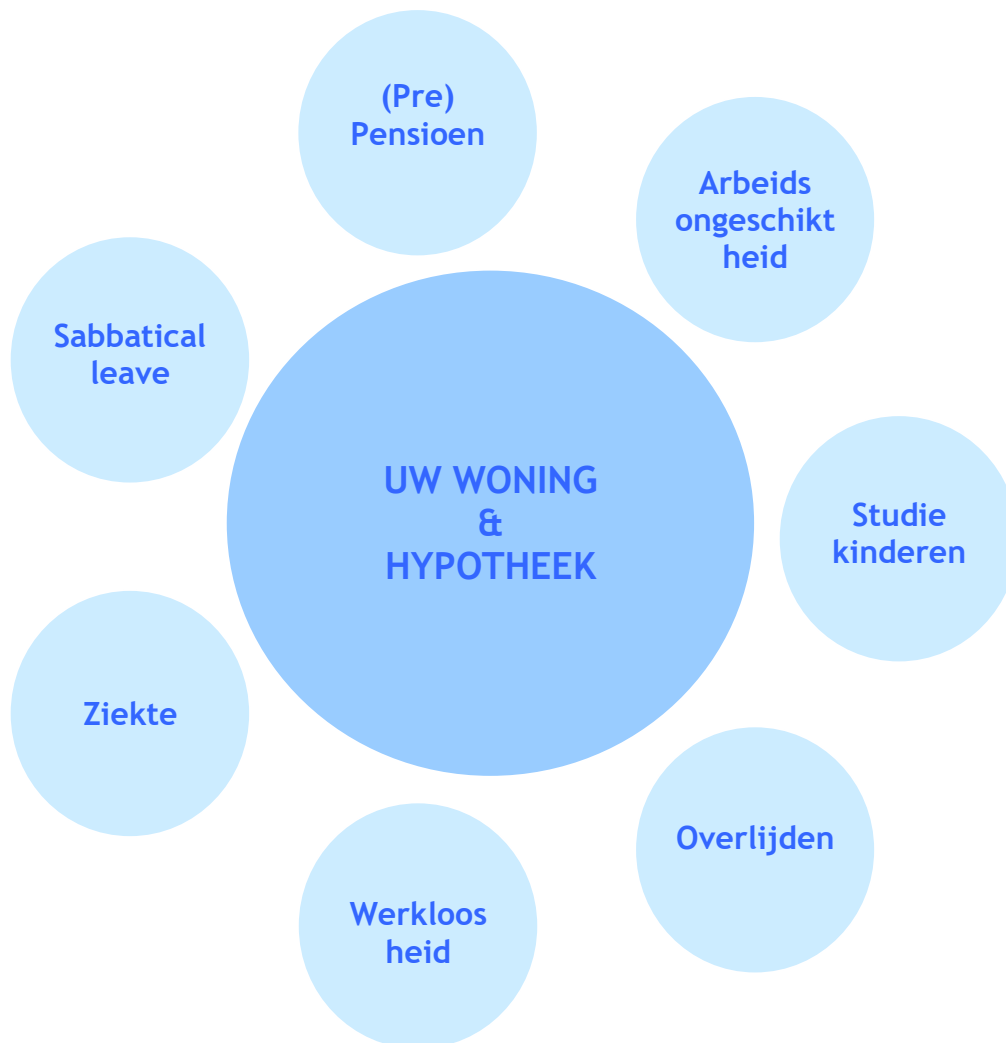 (Pre)
Pensioen
Arbeids
ongeschikt
heid
Sabbatical
leave
UW WONING
&
HYPOTHEEK
Studie
kinderen
Ziekte
Overlijden
Werkloos
heid